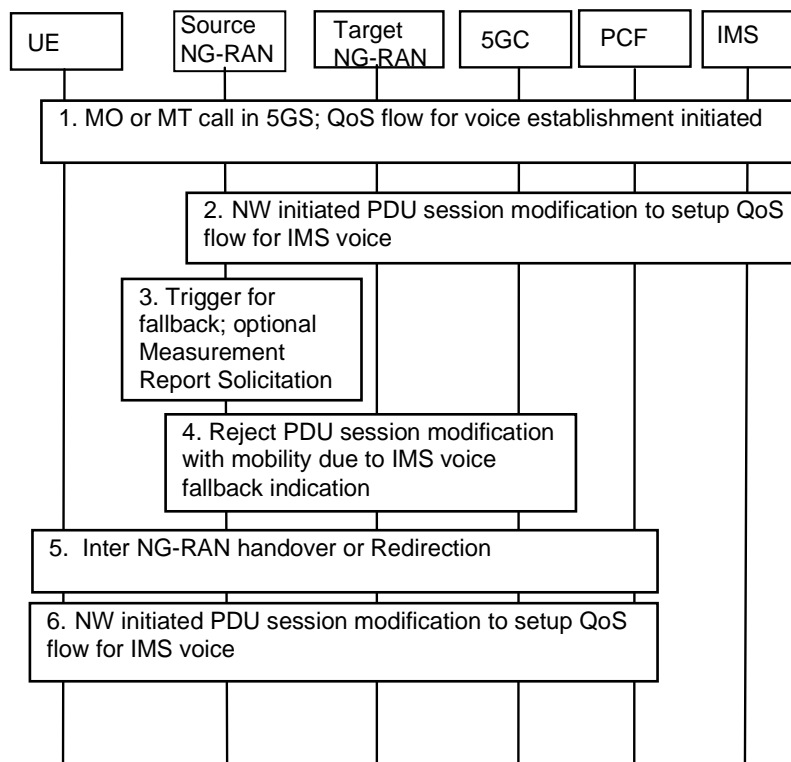 UE
Source
NG-RAN
Target
NG-RAN
5GC
PCF
IMS
1. MO or MT call in 5GS; QoS flow for voice establishment initiated
2. NW initiated PDU session modification to setup QoS
flow for IMS voice
3. Trigger for
fallback; optional
Measurement
Report Solicitation
4. Reject PDU session modification
with mobility due to IMS voice
fallback indication
5. Inter NG-RAN handover or Redirection
6. NW initiated PDU session modification to setup QoS
flow for IMS voice